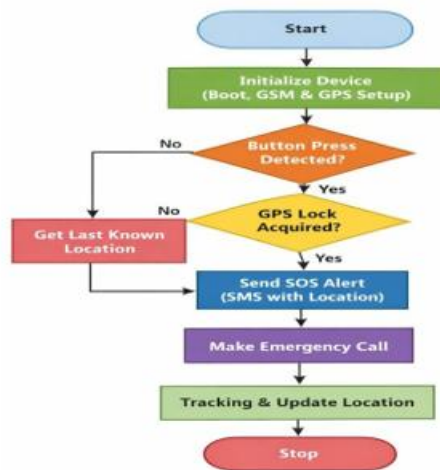 Start
Initialize Device
(Boot, GSM & GPS Setup)
No
Button Press
Detected?
Yes
No
GPS Lock
Acquired?
Get Last Known
Location
Yes
Send SOS Alert
(SMS with Location)
Make Emergency Call
Tracking & Update Location
Stop